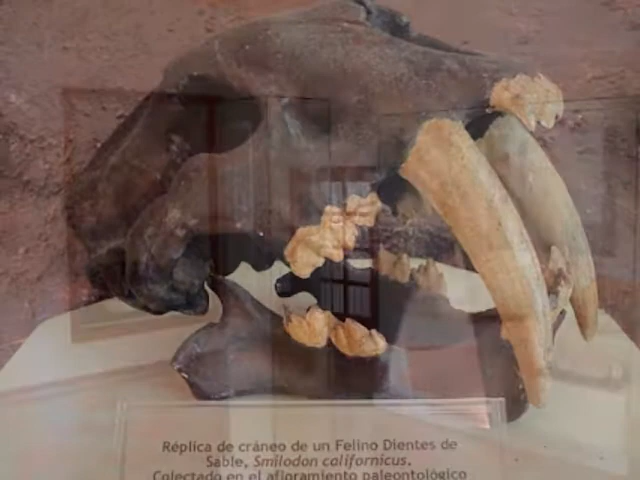 Réplica de cráneo de un Felino Dientes de
Sable, Smilodon californicus.
Colectado en el afloramiento paleontológico